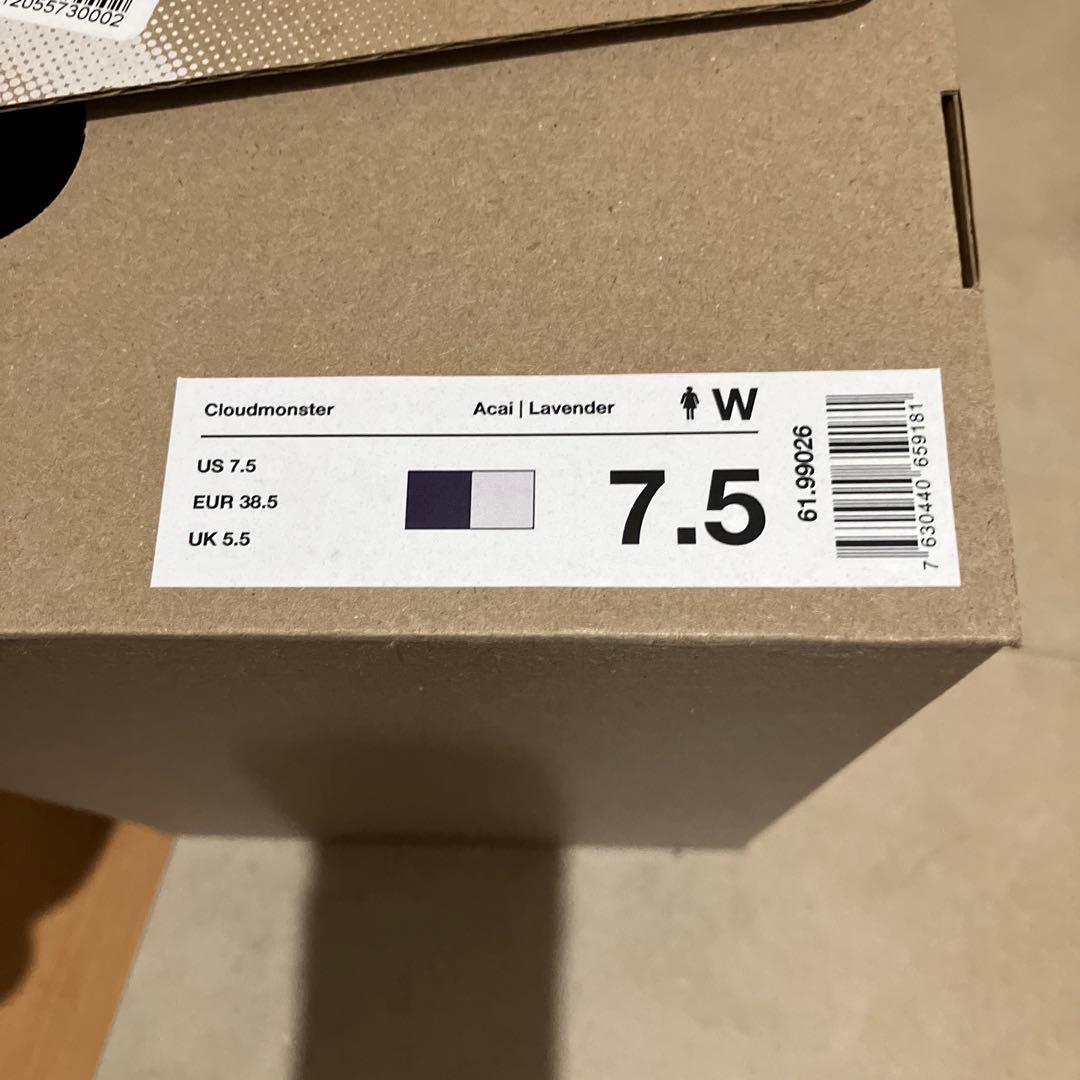 2055730002
Cloudmonster
Acai | Lavender
W
US 7.5
EUR 38.5
UK 5.5
7.5
61.99026
7 630440 659181